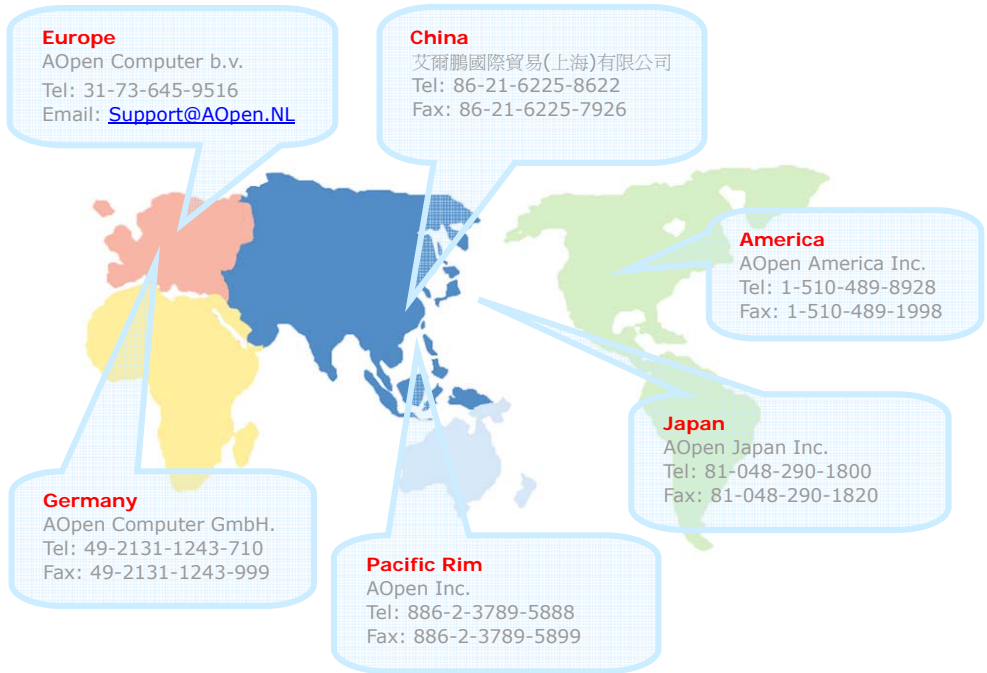 Europe
AOpen Computer b.v.
Tel: 31-73-645-9516
Email: Support@AOpen.NL
China
艾爾鵬國際貿易(上海)有限公司
Tel: 86-21-6225-8622
Fax: 86-21-6225-7926
America
AOpen America Inc.
Tel: 1-510-489-8928
Fax: 1-510-489-1998
Japan
AOpen Japan Inc.
Tel: 81-048-290-1800
Fax: 81-048-290-1820
Germany
AOpen Computer GmbH.
Tel: 49-2131-1243-710
Fax: 49-2131-1243-999
Pacific Rim
AOpen Inc.
Tel: 886-2-3789-5888
Fax: 886-2-3789-5899